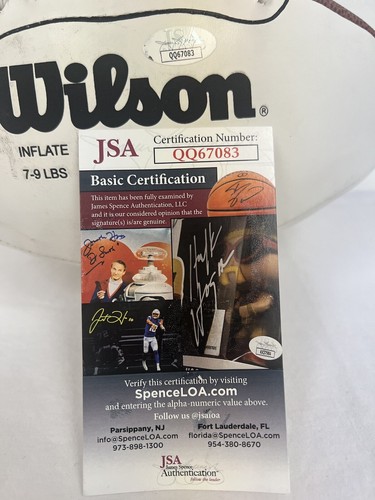 JSA
QQ67083
Wilson®
INFLATE
7-9 LBS
JSA
Certification Number:
QQ67083
Basic Certification
This item has been fully examined by
James Spence Authentication, LLC
and it is our considered opinion that the
signature(s) is/are genuine.
Hulk
Hogan
Verify this certification by visiting
SpenceLOA.com
and entering the alpha-numeric value above.
Follow us @jsaloa
Parsippany, NJ
info@SpenceLOA.com
973-898-1300
Fort Lauderdale, FL
florida@SpenceLOA.com
954-380-8670
JSA
James Spence
Authentication